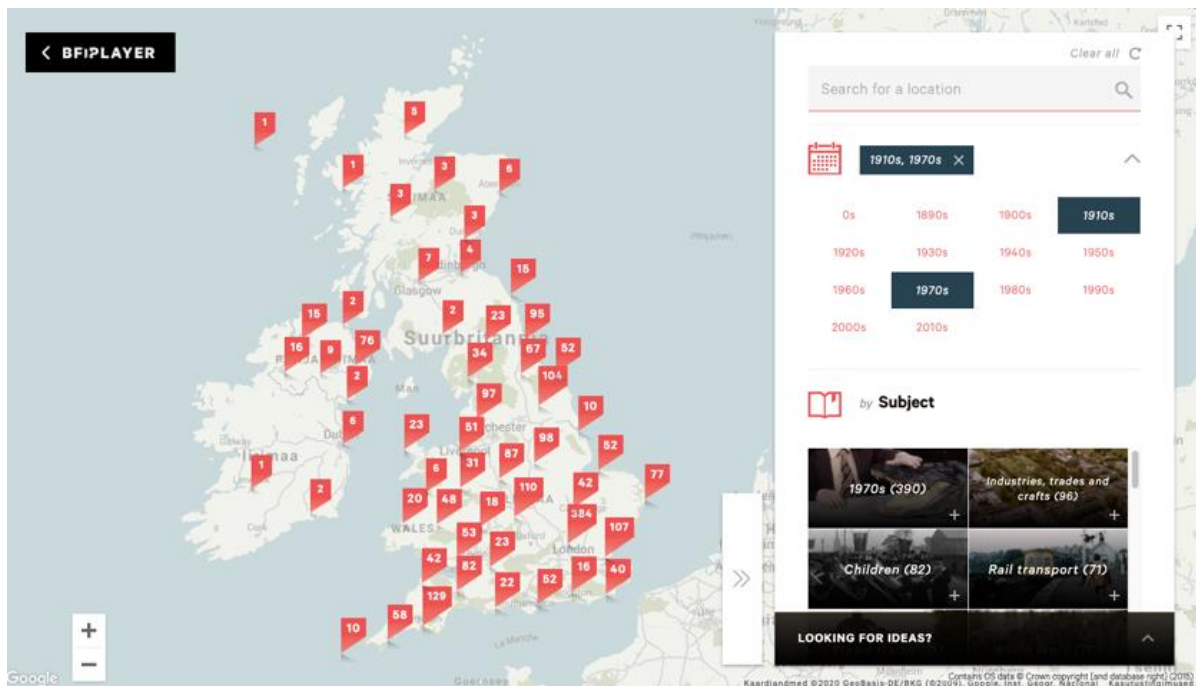 BFIPLAYER
Clear all
Search for a location
1910s, 1970s ×
0s 1890s 1900s 1910s
1920s 1930s 1940s 1950s
1960s 1970s 1980s 1990s
2000s 2010s
by Subject
1970s (390)
Industries, trades and
crafts (96)
Children (82)
Rail transport (71)
LOOKING FOR IDEAS?
5
1
1
3
6
3
3
4
7
15
2
15
2
23
95
76
16
9
34
67
52
2
104
97
10
6
23
51
98
52
87
1
6
31
77
2
42
110
20
48
18
384
107
53
23
42
82
16
40
22
52
129
58
10
Glasgow
Suurbritannia
Man
WALES
London
La Manche
Guernsey
+
−
Google
Contains OS data © Crown copyright [and database right] (2015)
Kaardiandmed ©2020 GeoBasis-DE/BKG (©2009), Google, Inst. Geogr. Nacional Kasutustingimused